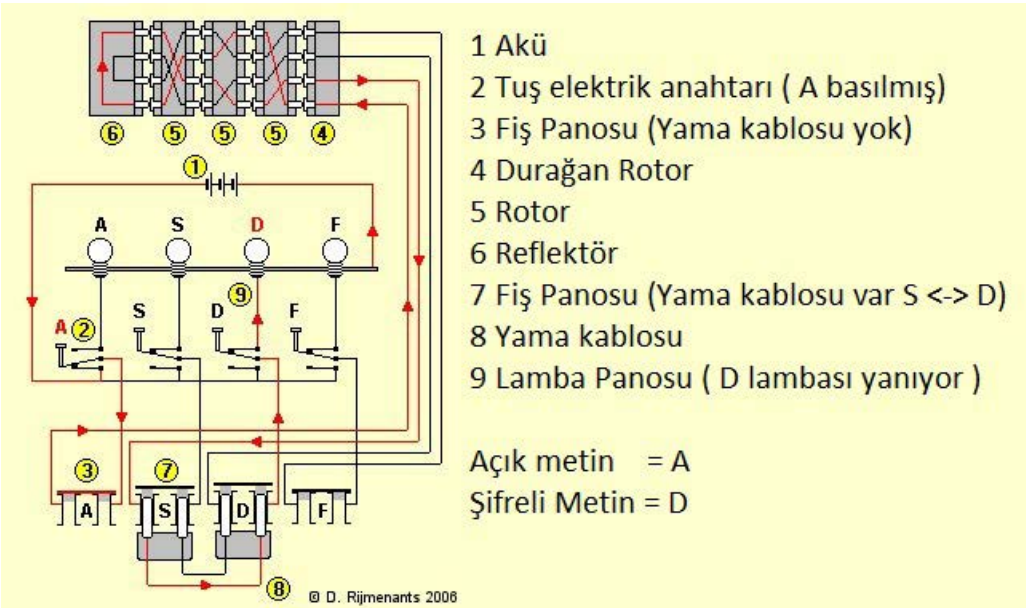 6 5 5 5 4
1
A S D F
9
A 2 S D F
3 7
A S D F
8
© D. Rijmenants 2006
1 Akü
2 Tuş elektrik anahtarı ( A basılmış)
3 Fiş Panosu (Yama kablosu yok)
4 Durağan Rotor
5 Rotor
6 Reflektör
7 Fiş Panosu (Yama kablosu var S <-> D)
8 Yama kablosu
9 Lamba Panosu ( D lambası yanıyor )
Açık metin = A
Şifreli Metin = D